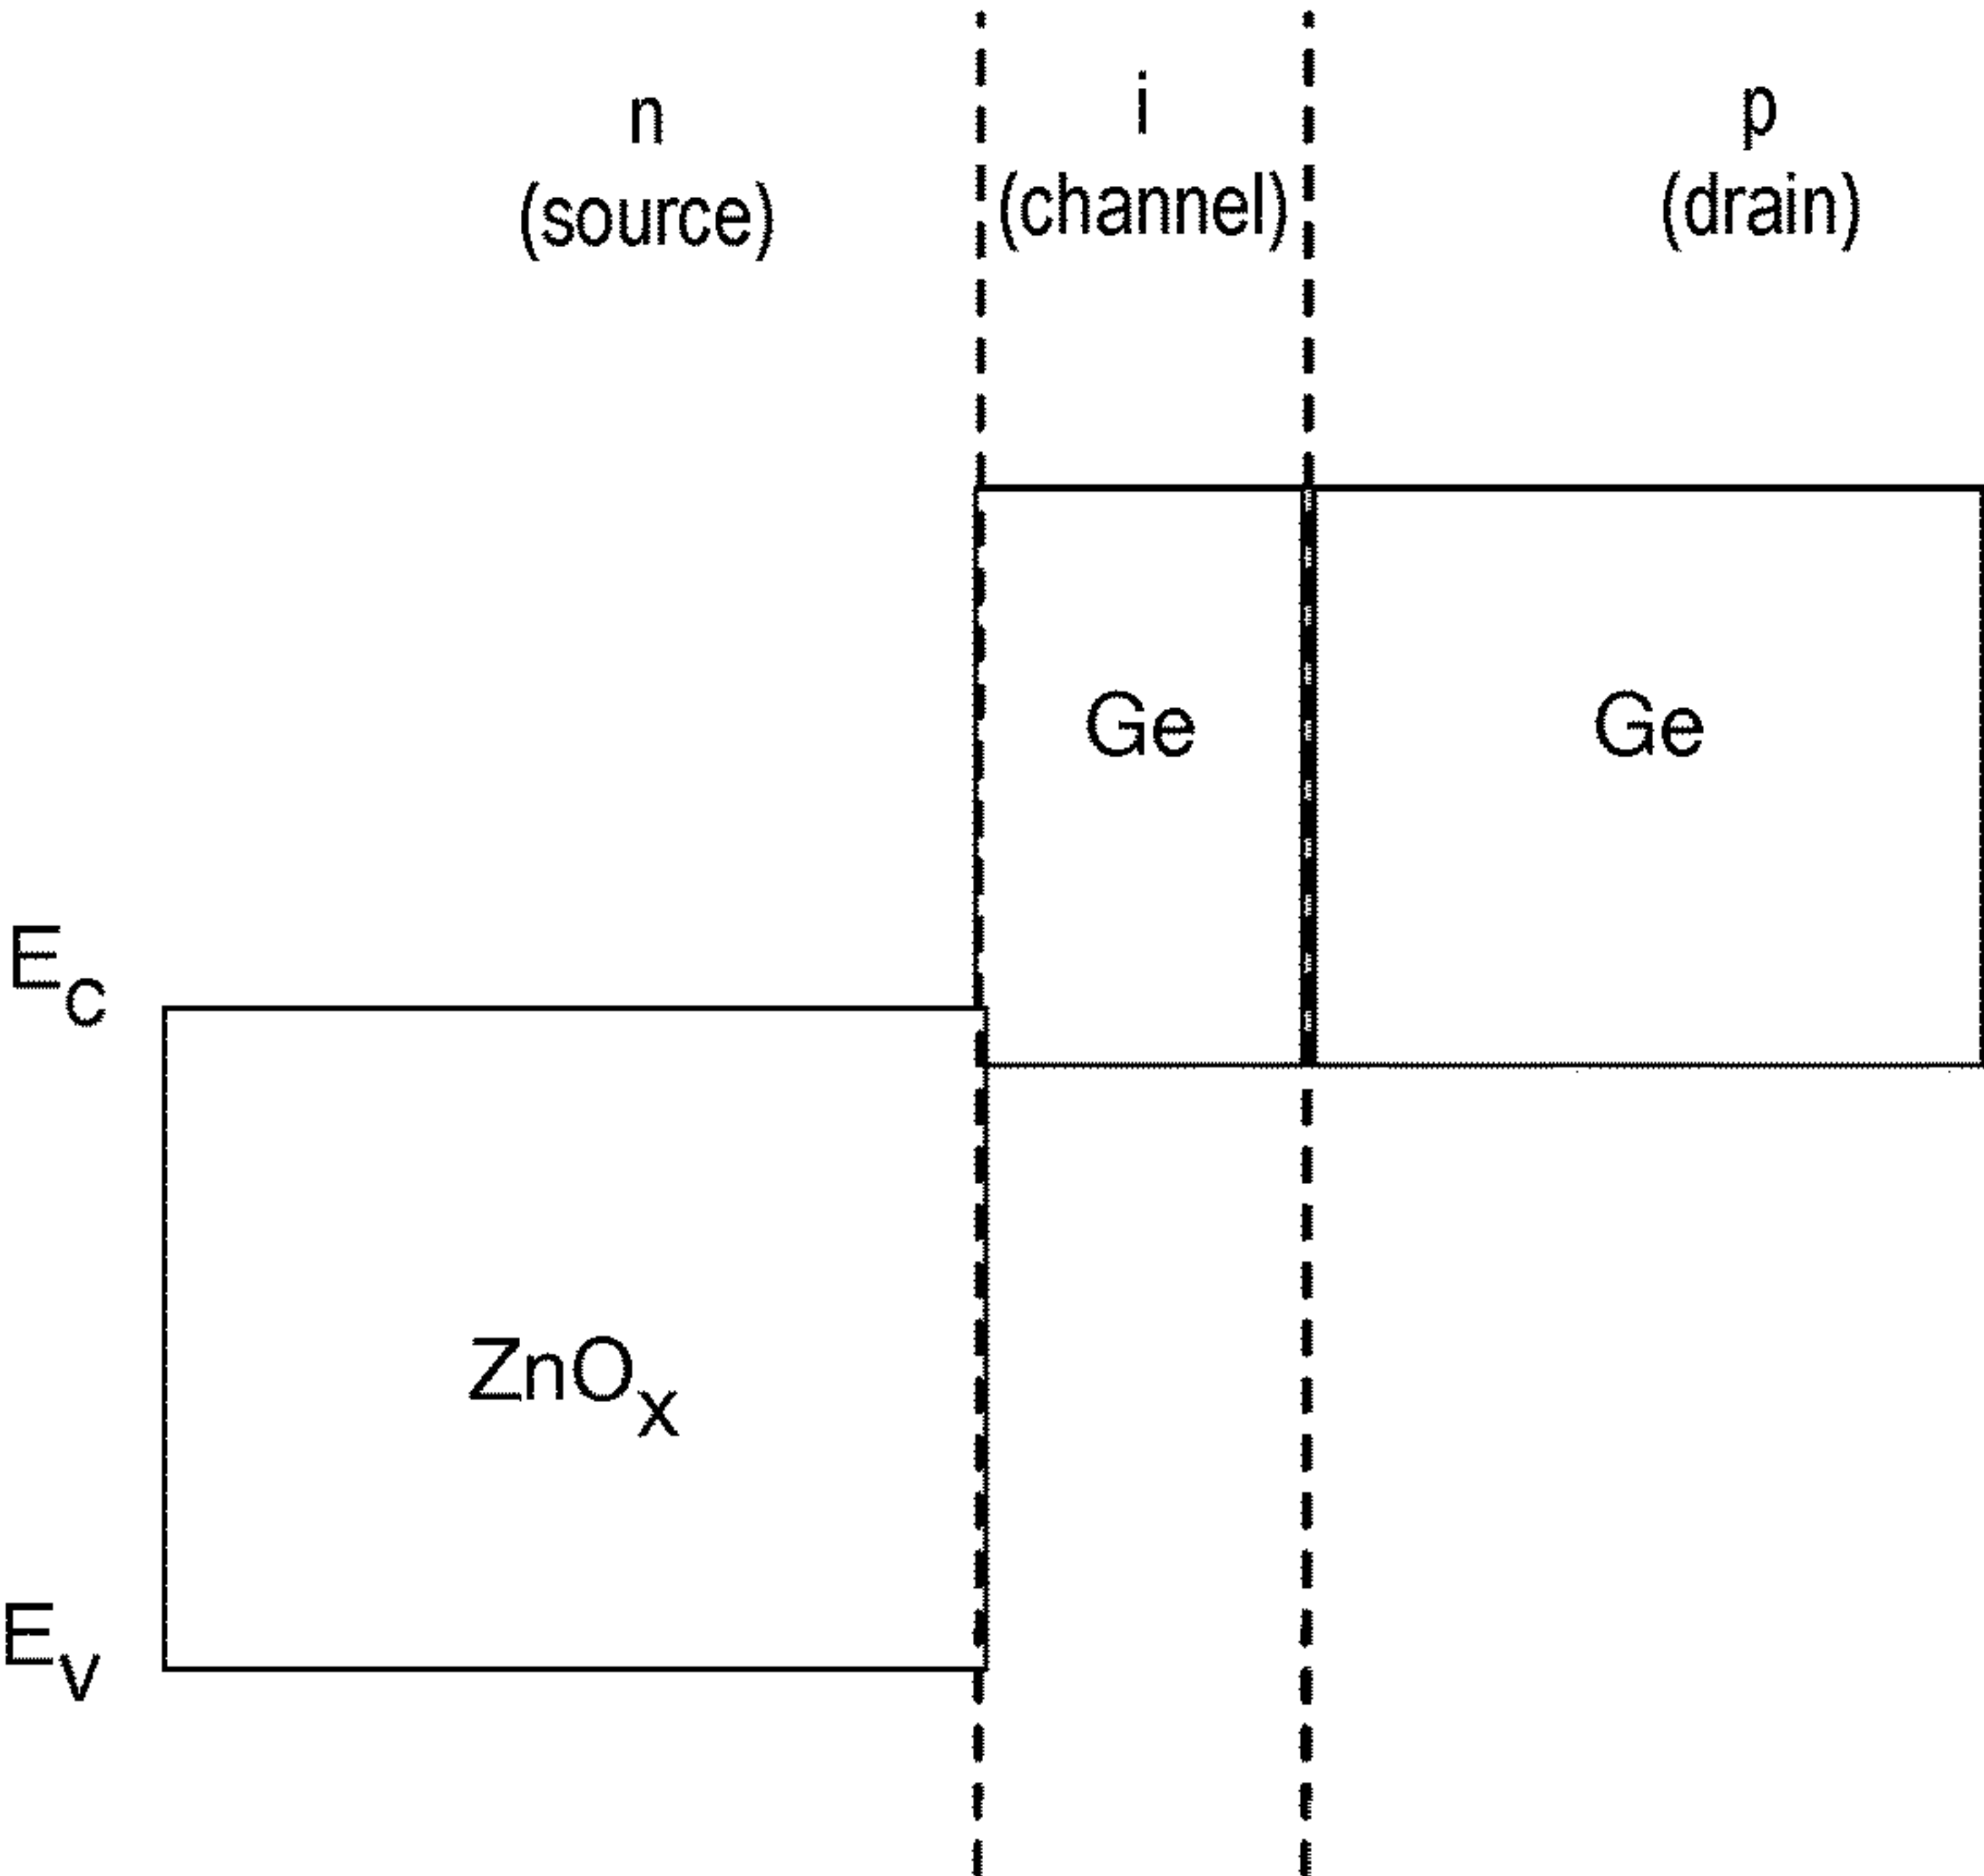 n
(source)
i
(channel)
p
(drain)
Ge
Ge
E_C
ZnO_x
E_V